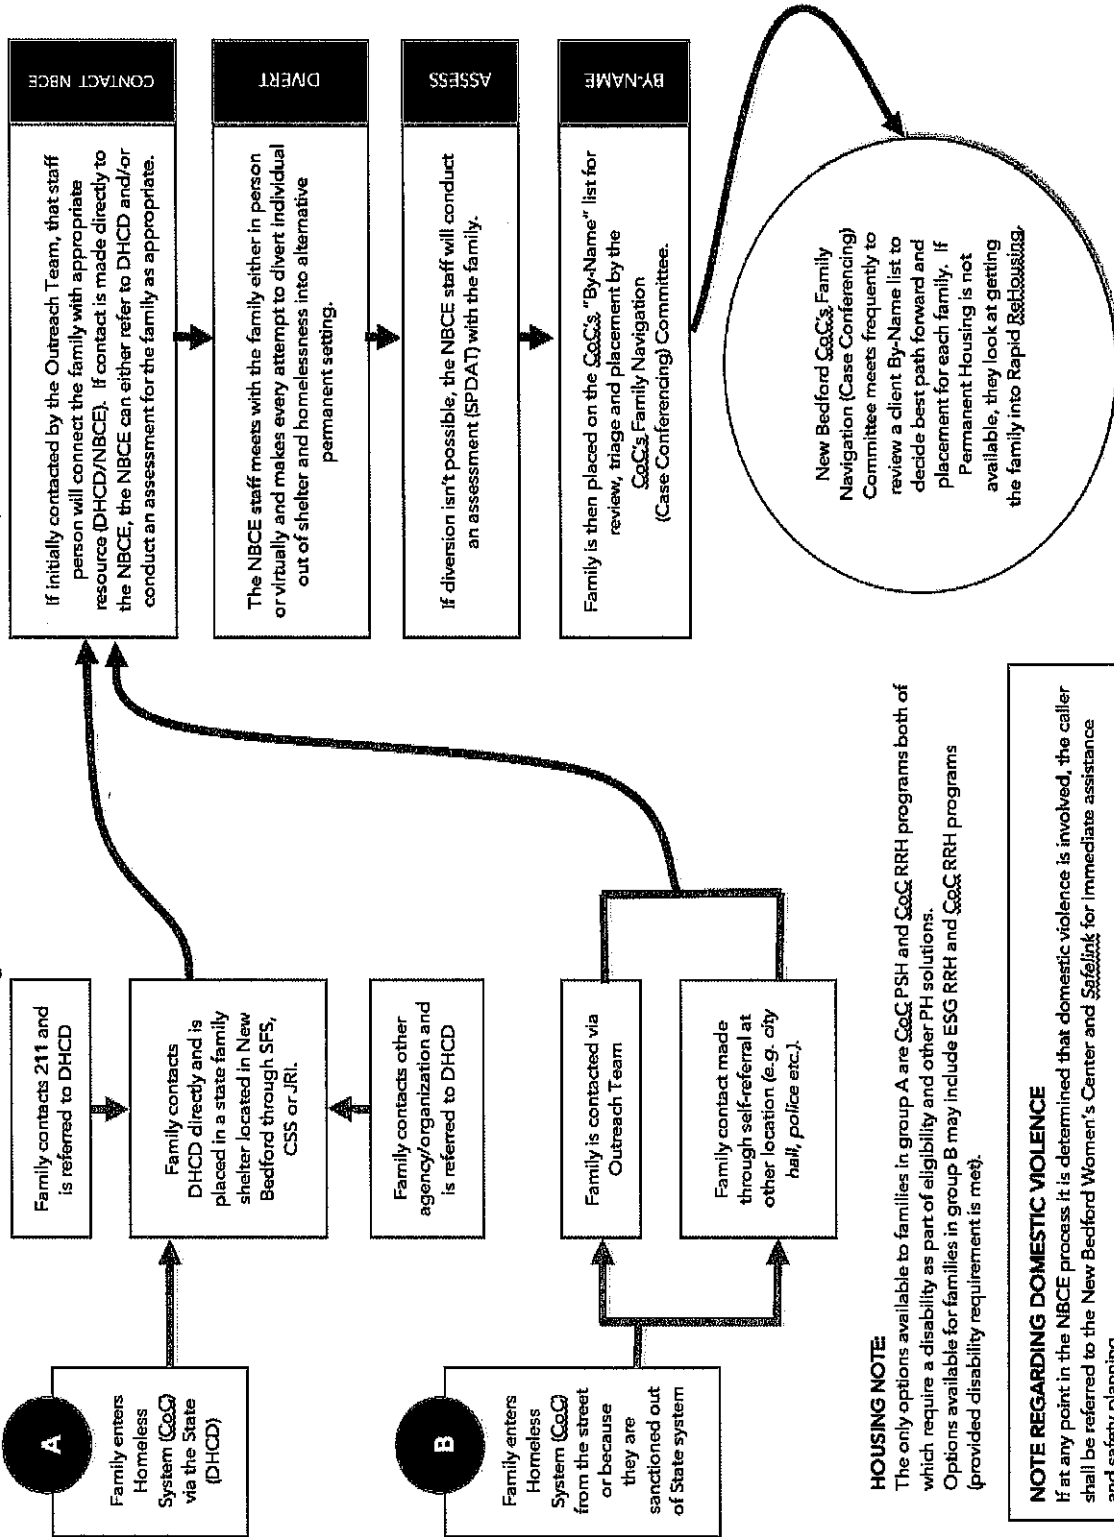 A
Family enters
Homeless
System (CoC)
via the State
(DHCD)
Family contacts 211 and
is referred to DHCD
Family contacts
DHCD directly and is
placed in a state family
shelter located in New
Bedford through SFS,
CSS or JRI.
Family contacts other
agency/organization and
is referred to DHCD
B
Family enters
Homeless
System (CoC)
from the street
or because
they are
sanctioned out
of State system
Family is contacted via
Outreach Team
Family contact made
through self-referral at
other location (e.g. city
hall, police etc.).
CONTACT NBCE
If initially contacted by the Outreach Team, that staff
person will connect the family with appropriate
resource (DHCD/NBCE). If contact is made directly to
the NBCE, the NBCE can either refer to DHCD and/or
conduct an assessment for the family as appropriate.
DIVERT
The NBCE staff meets with the family either in person
or virtually and makes every attempt to divert individual
out of shelter and homelessness into alternative
permanent setting.
ASSESS
If diversion isn't possible, the NBCE staff will conduct
an assessment (SPDAT) with the family.
BY-NAME
Family is then placed on the CoC's "By-Name" list for
review, triage and placement by the
CoC's Family Navigation
(Case Conferencing) Committee.
New Bedford CoC's Family
Navigation (Case Conferencing)
Committee meets frequently to
review a client By-Name list to
decide best path forward and
placement for each family. If
Permanent Housing is not
available, they look at getting
the family into Rapid ReHousing.
HOUSING NOTE:
The only options available to families in group A are CoC PSH and CoC RRH programs both of
which require a disability as part of eligibility and other PH solutions.
Options available for families in group B may include ESG RRH and CoC RRH programs
(provided disability requirement is met).
NOTE REGARDING DOMESTIC VIOLENCE
If at any point in the NBCE process it is determined that domestic violence is involved, the caller
shall be referred to the New Bedford Women's Center and Safelink for immediate assistance
and safety planning